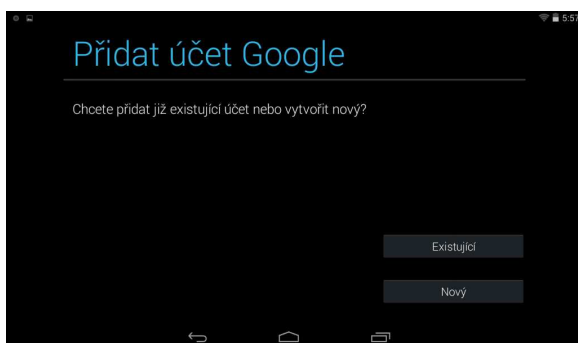 5:57
Přidat účet Google
Chcete přidat již existující účet nebo vytvořit nový?
Existující
Nový